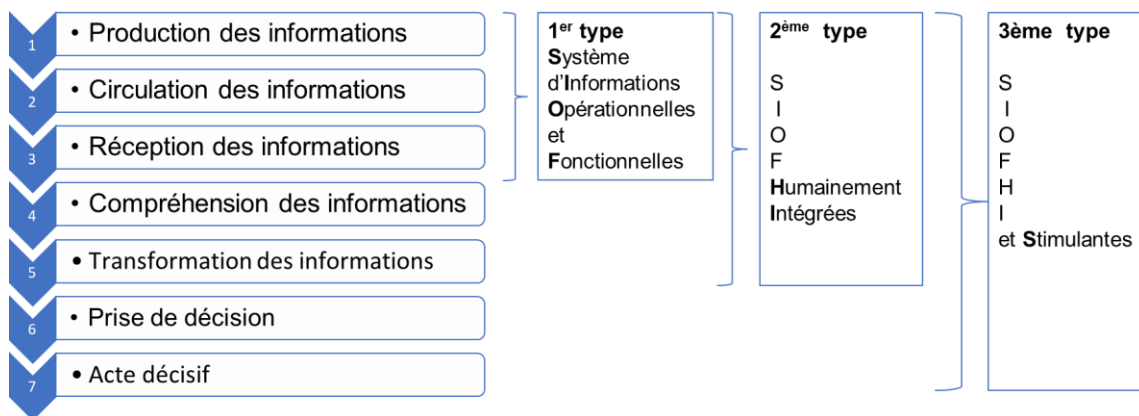 1
• Production des informations
2
• Circulation des informations
3
• Réception des informations
4
• Compréhension des informations
5
• Transformation des informations
6
• Prise de décision
7
• Acte décisif
1er type
Système
d'Informations
Opérationnelles
et
Fonctionnelles
2ème type
S
I
O
F
Humainement
Intégrées
3ème type
S
I
O
F
H
I
et Stimulantes